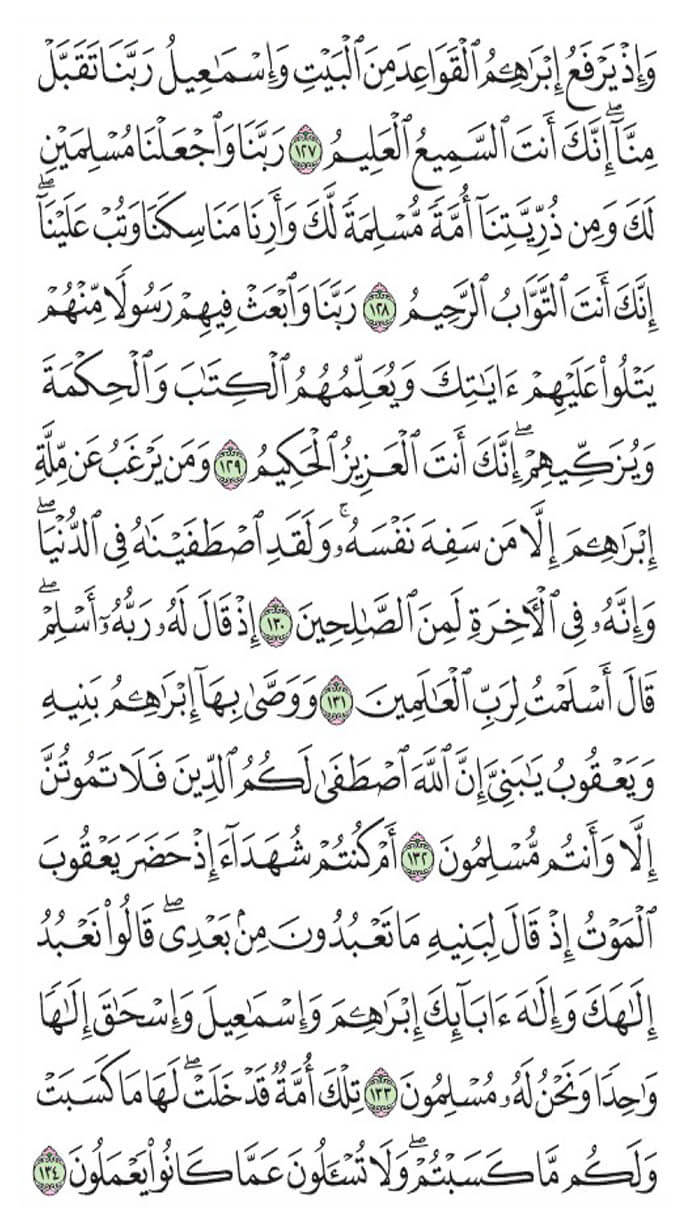 وَإِذْ يَرْفَعُ إِبْرَٰهِـۧمُ ٱلْقَوَاعِدَ مِنَ ٱلْبَيْتِ وَإِسْمَٰعِيلُ رَبَّنَا تَقَبَّلْ
مِنَّآ ۖ إِنَّكَ أَنتَ ٱلسَّمِيعُ ٱلْعَلِيمُ ١٢٧ رَبَّنَا وَٱجْعَلْنَا مُسْلِمَيْنِ
لَكَ وَمِن ذُرِّيَّتِنَآ أُمَّةً مُّسْلِمَةً لَّكَ وَأَرِنَا مَنَاسِكَنَا وَتُبْ عَلَيْنَآ ۖ
إِنَّكَ أَنتَ ٱلتَّوَّابُ ٱلرَّحِيمُ ١٢٨ رَبَّنَا وَٱبْعَثْ فِيهِمْ رَسُولًا مِّنْهُمْ
يَتْلُوا۟ عَلَيْهِمْ ءَايَٰتِكَ وَيُعَلِّمُهُمُ ٱلْكِتَٰبَ وَٱلْحِكْمَةَ
وَيُزَكِّيهِمْ ۖ إِنَّكَ أَنتَ ٱلْعَزِيزُ ٱلْحَكِيمُ ١٢٩ وَمَن يَرْغَبُ عَن مِّلَّةِ
إِبْرَٰهِـۧمَ إِلَّا مَن سَفِهَ نَفْسَهُۥ ۚ وَلَقَدِ ٱصْطَفَيْنَٰهُ فِى ٱلدُّنْيَا ۖ
وَإِنَّهُۥ فِى ٱلْـَٔاخِرَةِ لَمِنَ ٱلصَّٰلِحِينَ ١٣٠ إِذْ قَالَ لَهُۥ رَبُّهُۥٓ أَسْلِمْ ۖ
قَالَ أَسْلَمْتُ لِرَبِّ ٱلْعَٰلَمِينَ ١٣١ وَوَصَّىٰ بِهَآ إِبْرَٰهِـۧمُ بَنِيهِ
وَيَعْقُوبُ يَٰبَنِىَّ إِنَّ ٱللَّهَ ٱصْطَفَىٰ لَكُمُ ٱلدِّينَ فَلَا تَمُوتُنَّ
إِلَّا وَأَنتُم مُّسْلِمُونَ ١٣٢ أَمْ كُنتُمْ شُهَدَآءَ إِذْ حَضَرَ يَعْقُوبَ
ٱلْمَوْتُ إِذْ قَالَ لِبَنِيهِ مَا تَعْبُدُونَ مِنۢ بَعْدِى ۖ قَالُوا۟ نَعْبُدُ
إِلَٰهَكَ وَإِلَٰهَ ءَابَآئِكَ إِبْرَٰهِـۧمَ وَإِسْمَٰعِيلَ وَإِسْحَٰقَ إِلَٰهًا
وَٰحِدًا وَنَحْنُ لَهُۥ مُسْلِمُونَ ١٣٣ تِلْكَ أُمَّةٌ قَدْ خَلَتْ ۖ لَهَا مَا كَسَبَتْ
وَلَكُم مَّا كَسَبْتُمْ ۖ وَلَا تُسْـَٔلُونَ عَمَّا كَانُوا۟ يَعْمَلُونَ ١٣٤